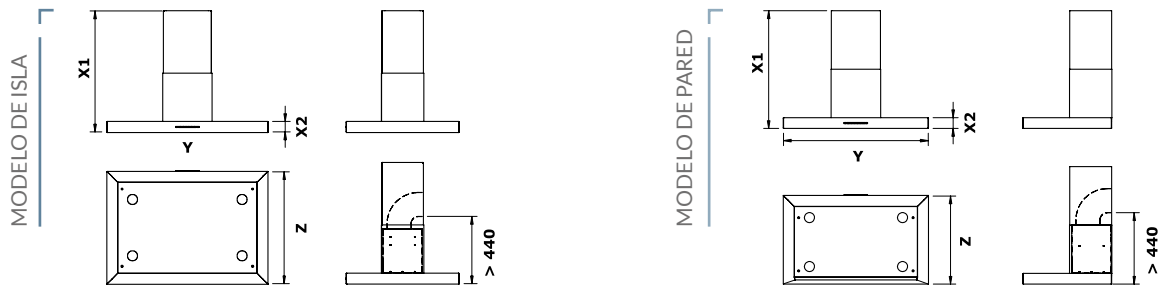 MODELO DE ISLA
X1
X2
Y
Z
> 440
MODELO DE PARED
X1
X2
Y
Z
> 440